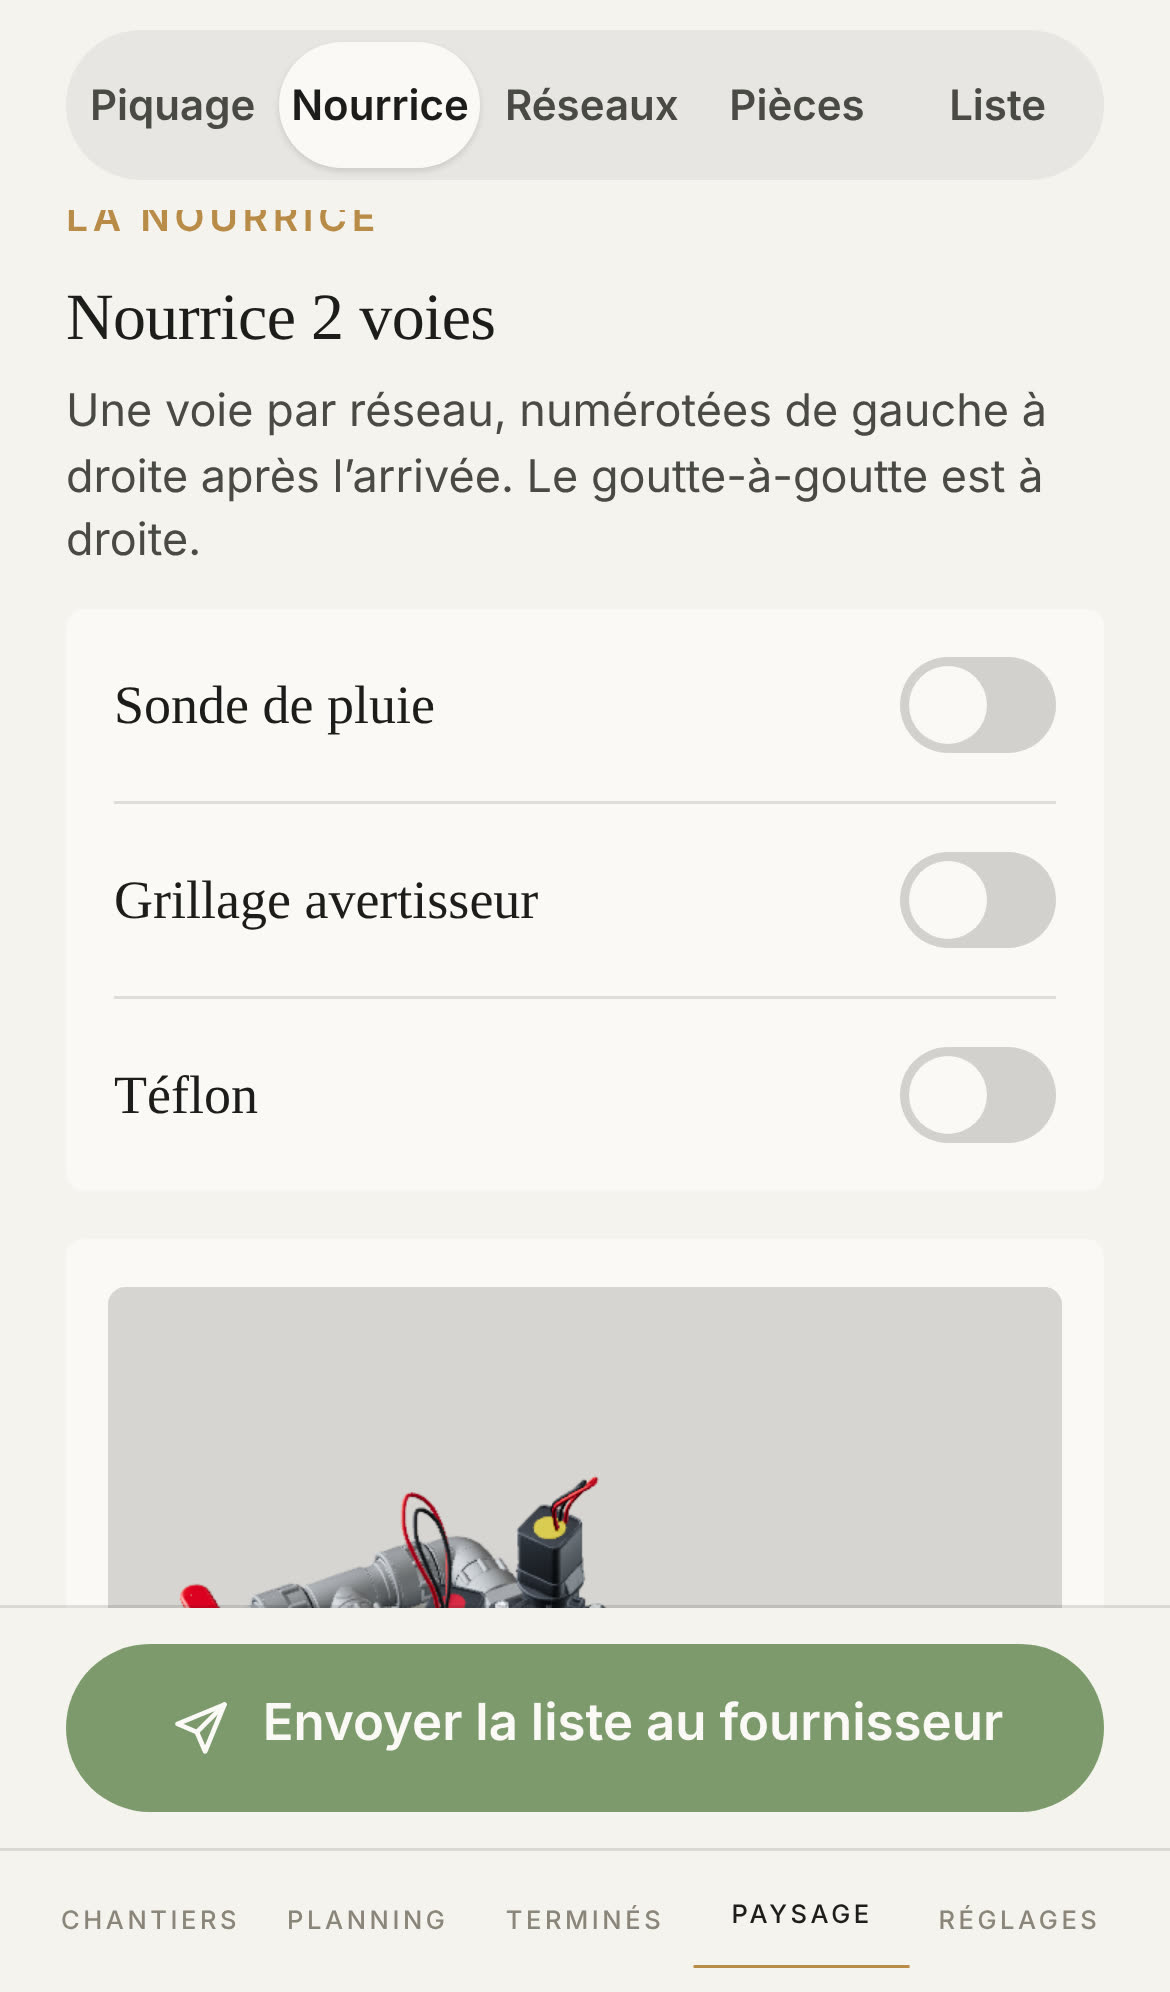 Piquage Nourrice Réseaux Pièces Liste
LA NOURRICE
Nourrice 2 voies
Une voie par réseau, numérotées de gauche à
droite après l’arrivée. Le goutte-à-goutte est à
droite.
Sonde de pluie
Grillage avertisseur
Téflon
Envoyer la liste au fournisseur
CHANTIERS PLANNING TERMINÉS PAYSAGE RÉGLAGES